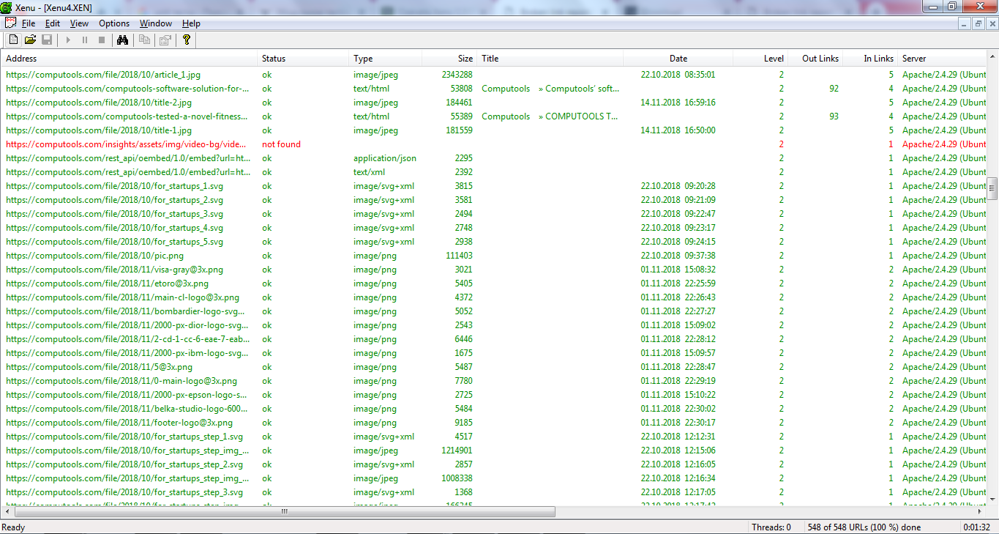 Xenu - [Xenu4.XEN]
File Edit View Options Window Help
Address Status Type Size Title Date Level Out Links In Links Server
https://computools.com/file/2018/10/article_1.jpg ok image/jpeg 2343288 22.10.2018 08:35:01 2 5 Apache/2.4.29 (Ubunt
https://computools.com/computools-software-solution-for-... ok text/html 53808 Computools » Computools' soft... 2 92 4 Apache/2.4.29 (Ubunt
https://computools.com/file/2018/10/title-2.jpg ok image/jpeg 184461 14.11.2018 16:59:16 2 5 Apache/2.4.29 (Ubunt
https://computools.com/computools-tested-a-novel-fitness... ok text/html 55389 Computools » COMPUTOOLS T... 2 93 4 Apache/2.4.29 (Ubunt
https://computools.com/file/2018/10/title-1.jpg ok image/jpeg 181559 14.11.2018 16:50:00 2 5 Apache/2.4.29 (Ubunt
https://computools.com/insights/assets/img/video-bg/vide... not found 2 1 Apache/2.4.29 (Ubunt
https://computools.com/rest_api/oembed/1.0/embed?url=ht... ok application/json 2295 2 1 Apache/2.4.29 (Ubunt
https://computools.com/rest_api/oembed/1.0/embed?url=ht... ok text/xml 2392 2 1 Apache/2.4.29 (Ubunt
https://computools.com/file/2018/10/for_startups_1.svg ok image/svg+xml 3815 22.10.2018 09:20:28 2 1 Apache/2.4.29 (Ubunt
https://computools.com/file/2018/10/for_startups_2.svg ok image/svg+xml 3581 22.10.2018 09:21:09 2 1 Apache/2.4.29 (Ubunt
https://computools.com/file/2018/10/for_startups_3.svg ok image/svg+xml 2494 22.10.2018 09:22:47 2 1 Apache/2.4.29 (Ubunt
https://computools.com/file/2018/10/for_startups_4.svg ok image/svg+xml 2748 22.10.2018 09:23:17 2 1 Apache/2.4.29 (Ubunt
https://computools.com/file/2018/10/for_startups_5.svg ok image/svg+xml 2938 22.10.2018 09:24:15 2 1 Apache/2.4.29 (Ubunt
https://computools.com/file/2018/10/pic.png ok image/png 111403 22.10.2018 09:37:38 2 1 Apache/2.4.29 (Ubunt
https://computools.com/file/2018/11/visa-gray@3x.png ok image/png 3021 01.11.2018 15:08:32 2 2 Apache/2.4.29 (Ubunt
https://computools.com/file/2018/11/etoro@3x.png ok image/png 5405 01.11.2018 22:25:59 2 2 Apache/2.4.29 (Ubunt
https://computools.com/file/2018/11/main-cl-logo@3x.png ok image/png 4372 01.11.2018 22:26:43 2 2 Apache/2.4.29 (Ubunt
https://computools.com/file/2018/11/bombardier-logo-svg... ok image/png 5052 01.11.2018 22:27:27 2 2 Apache/2.4.29 (Ubunt
https://computools.com/file/2018/11/2000-px-dior-logo-svg... ok image/png 2543 01.11.2018 15:09:02 2 2 Apache/2.4.29 (Ubunt
https://computools.com/file/2018/11/2-cd-1-cc-6-eae-7-eab... ok image/png 6446 01.11.2018 22:28:12 2 2 Apache/2.4.29 (Ubunt
https://computools.com/file/2018/11/2000-px-ibm-logo-svg... ok image/png 1675 01.11.2018 15:09:57 2 2 Apache/2.4.29 (Ubunt
https://computools.com/file/2018/11/5@3x.png ok image/png 5487 01.11.2018 22:28:47 2 2 Apache/2.4.29 (Ubunt
https://computools.com/file/2018/11/0-main-logo@3x.png ok image/png 7780 01.11.2018 22:29:19 2 2 Apache/2.4.29 (Ubunt
https://computools.com/file/2018/11/2000-px-epson-logo-s... ok image/png 2725 01.11.2018 15:10:22 2 2 Apache/2.4.29 (Ubunt
https://computools.com/file/2018/11/belka-studio-logo-600... ok image/png 5484 01.11.2018 22:30:02 2 2 Apache/2.4.29 (Ubunt
https://computools.com/file/2018/11/footer-logo@3x.png ok image/png 9185 01.11.2018 22:30:17 2 2 Apache/2.4.29 (Ubunt
https://computools.com/file/2018/10/for_startups_step_1.svg ok image/svg+xml 4517 22.10.2018 12:12:31 2 1 Apache/2.4.29 (Ubunt
https://computools.com/file/2018/10/for_startups_step_img_... ok image/jpeg 1214901 22.10.2018 12:15:06 2 1 Apache/2.4.29 (Ubunt
https://computools.com/file/2018/10/for_startups_step_2.svg ok image/svg+xml 2857 22.10.2018 12:16:05 2 1 Apache/2.4.29 (Ubunt
https://computools.com/file/2018/10/for_startups_step_img_... ok image/jpeg 1008338 22.10.2018 12:16:34 2 1 Apache/2.4.29 (Ubunt
https://computools.com/file/2018/10/for_startups_step_3.svg ok image/svg+xml 1368 22.10.2018 12:17:05 2 1 Apache/2.4.29 (Ubunt
Ready Threads: 0 548 of 548 URLs (100 %) done 0:01:32